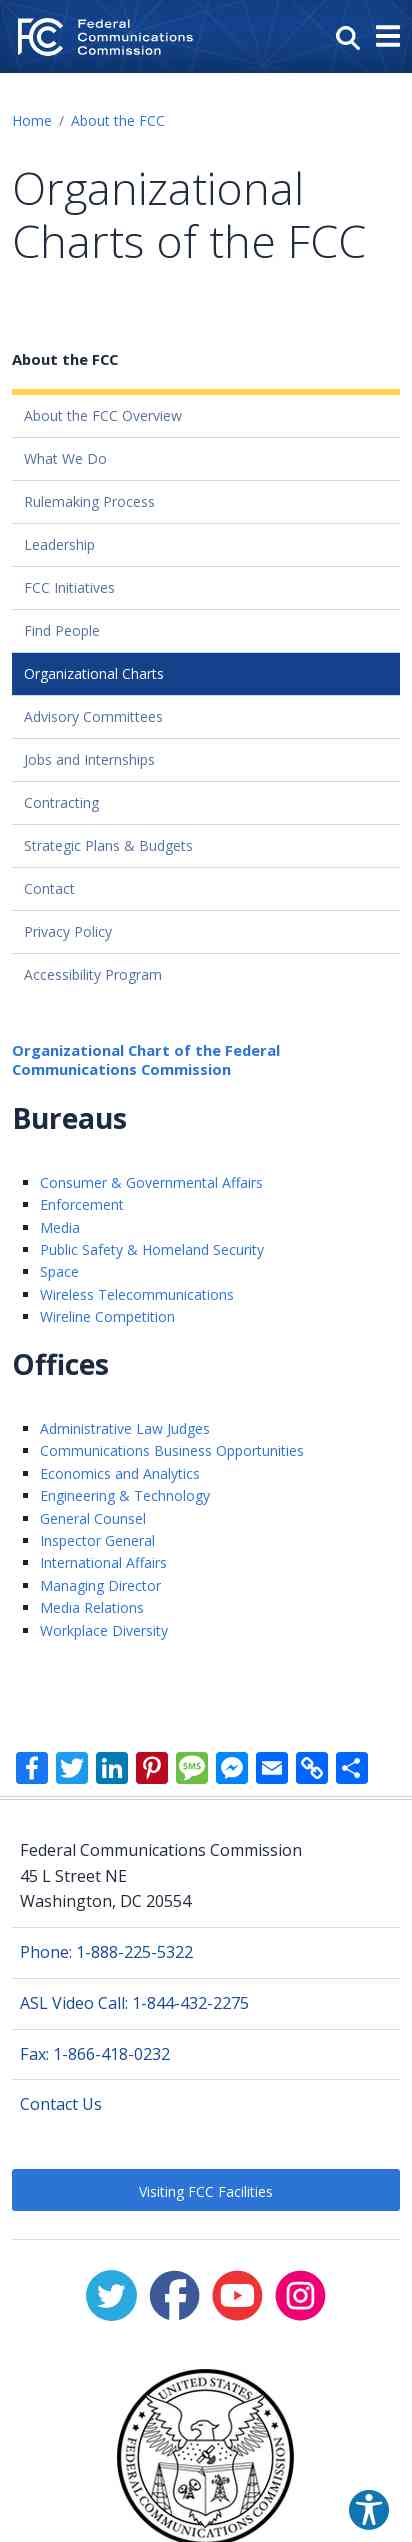 Federal
Communications
Commission
Home / About the FCC
Organizational
Charts of the FCC
About the FCC
About the FCC Overview
What We Do
Rulemaking Process
Leadership
FCC Initiatives
Find People
Organizational Charts
Advisory Committees
Jobs and Internships
Contracting
Strategic Plans & Budgets
Contact
Privacy Policy
Accessibility Program
Organizational Chart of the Federal
Communications Commission
Bureaus
Consumer & Governmental Affairs
Enforcement
Media
Public Safety & Homeland Security
Space
Wireless Telecommunications
Wireline Competition
Offices
Administrative Law Judges
Communications Business Opportunities
Economics and Analytics
Engineering & Technology
General Counsel
Inspector General
International Affairs
Managing Director
Media Relations
Workplace Diversity
SMS
Federal Communications Commission
45 L Street NE
Washington, DC 20554
Phone: 1-888-225-5322
ASL Video Call: 1-844-432-2275
Fax: 1-866-418-0232
Contact Us
Visiting FCC Facilities
UNITED STATES
FEDERAL COMMUNICATIONS COMMISSION